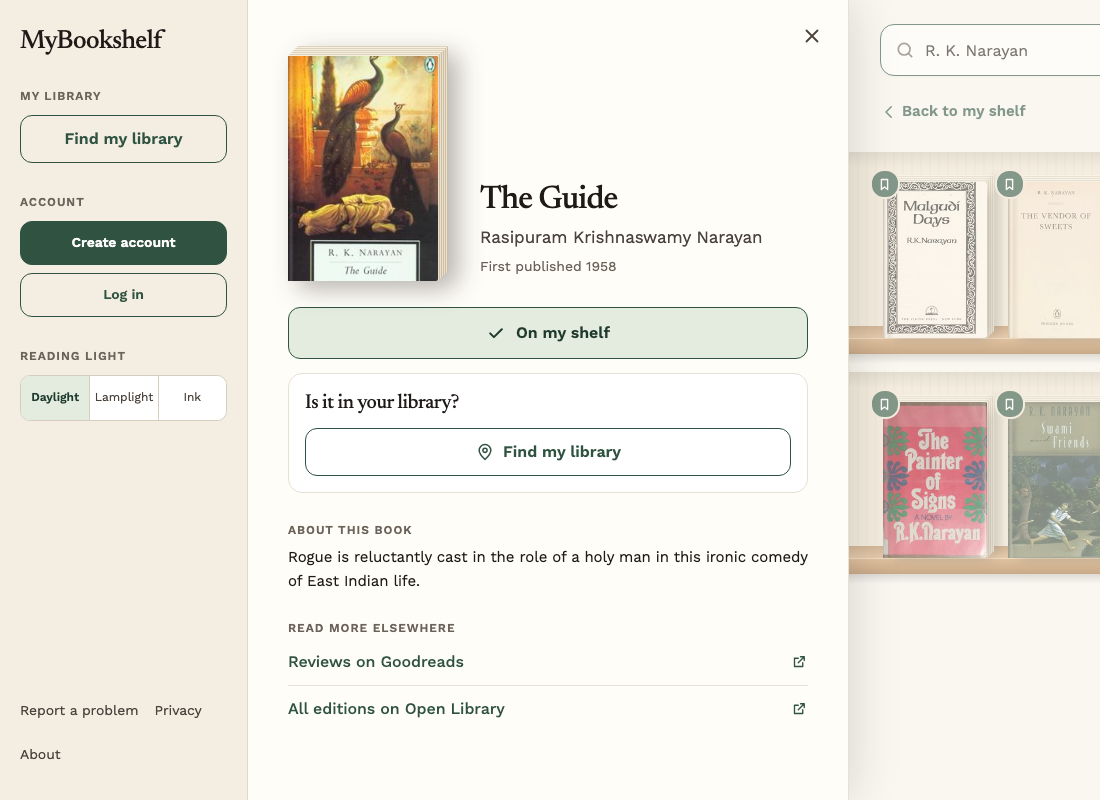 MyBookshelf
MY LIBRARY
Find my library
ACCOUNT
Create account
Log in
READING LIGHT
Daylight
Lamplight
Ink
Report a problem
Privacy
About
R. K. NARAYAN
The Guide
The Guide
Rasipuram Krishnaswamy Narayan
First published 1958
On my shelf
Is it in your library?
Find my library
ABOUT THIS BOOK
Rogue is reluctantly cast in the role of a holy man in this ironic comedy
of East Indian life.
READ MORE ELSEWHERE
Reviews on Goodreads
All editions on Open Library
R. K. Narayan
Back to my shelf
Malgudi
Days
R.K.Narayan
R. K. NARAYAN
THE VENDOR OF
SWEETS
PENGUIN BOOKS
The
Painter
of
Signs
A NOVEL BY
R.K.Narayan
R. K. NARAYAN
Swami
and Friends